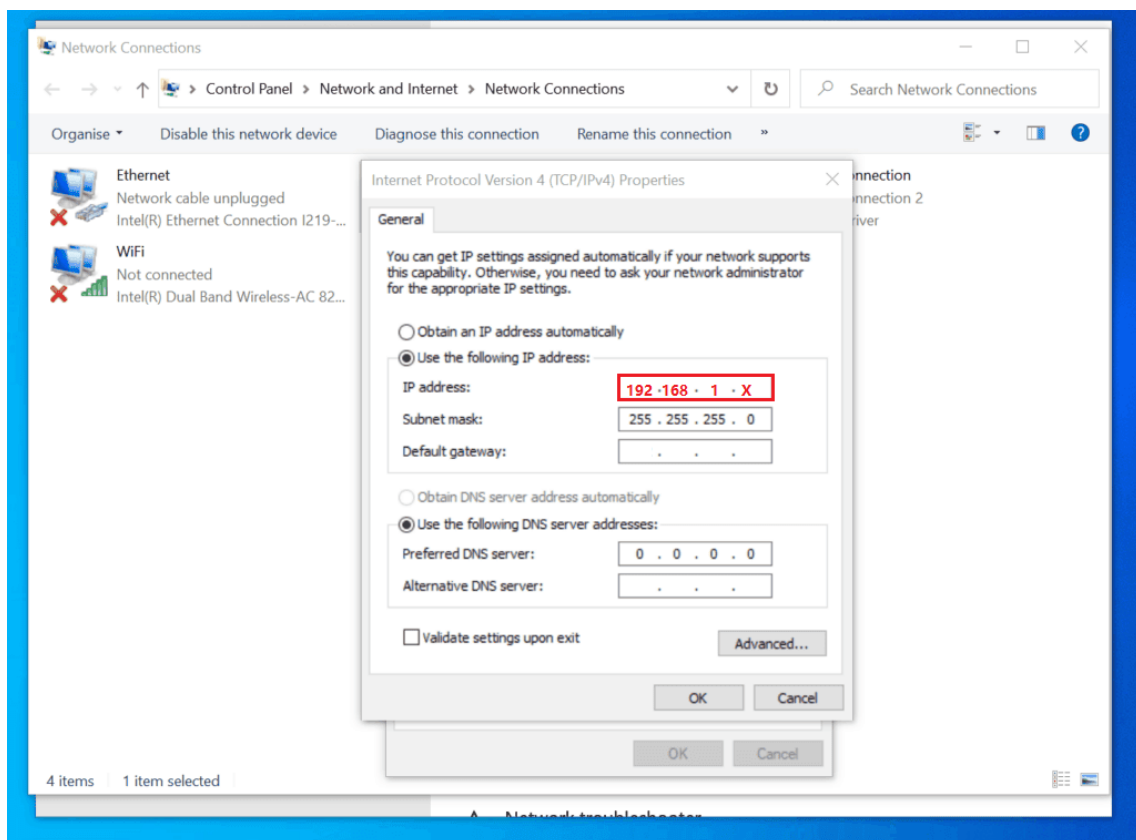 Network Connections
Control Panel > Network and Internet > Network Connections
Search Network Connections
Organise
Disable this network device
Diagnose this connection
Rename this connection
»
?
Ethernet
Network cable unplugged
Intel(R) Ethernet Connection I219-...
WiFi
Not connected
Intel(R) Dual Band Wireless-AC 82...
nnection
nnection 2
river
Internet Protocol Version 4 (TCP/IPv4) Properties
General
You can get IP settings assigned automatically if your network supports
this capability. Otherwise, you need to ask your network administrator
for the appropriate IP settings.
Obtain an IP address automatically
Use the following IP address:
IP address: 192 . 168 . 1 . X
Subnet mask: 255 . 255 . 255 . 0
Default gateway: . . .
Obtain DNS server address automatically
Use the following DNS server addresses:
Preferred DNS server: 0 . 0 . 0 . 0
Alternative DNS server: . . .
Validate settings upon exit
Advanced...
OK Cancel
OK Cancel
4 items 1 item selected
Network troubleshooter